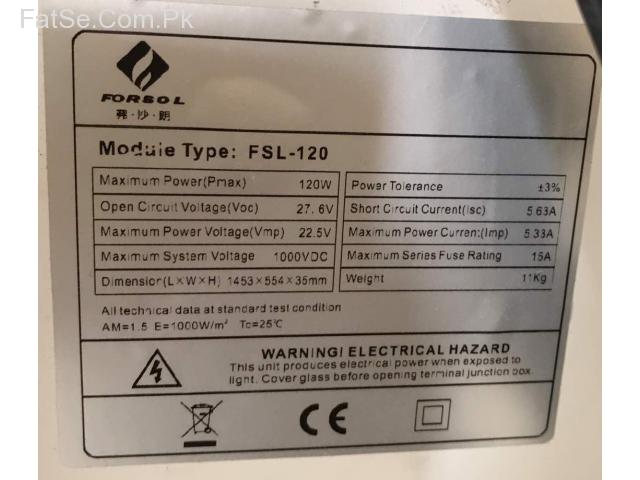 FatSe.Com.Pk
FORSOL
莽·沙·朗
Module Type: FSL-120
Maximum Power(Pmax) 120W
Open Circuit Voltage(Voc) 27.6V
Maximum Power Voltage(Vmp) 22.5V
Maximum System Voltage 1000VDC
Dimension(L×W×H) 1453×554×35mm
Power Tolerance ±3%
Short Circuit Current(Isc) 5.63A
Maximum Power Current(Imp) 5.33A
Maximum Series Fuse Rating 15A
Weight 11Kg
All technical data at standard test condition
AM=1.5 E=1000W/m² Tc=25℃
WARNING! ELECTRICAL HAZARD
This unit produces electrical power when exposed to
light. Cover glass before opening terminal junction box.
CE